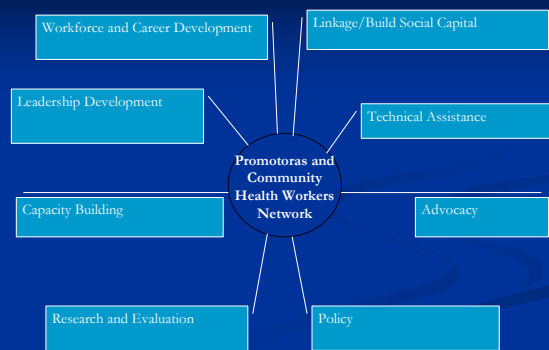 Workforce and Career Development
Linkage/Build Social Capital
Leadership Development
Technical Assistance
Promotoras and
Community
Health Workers
Network
Capacity Building
Advocacy
Research and Evaluation
Policy